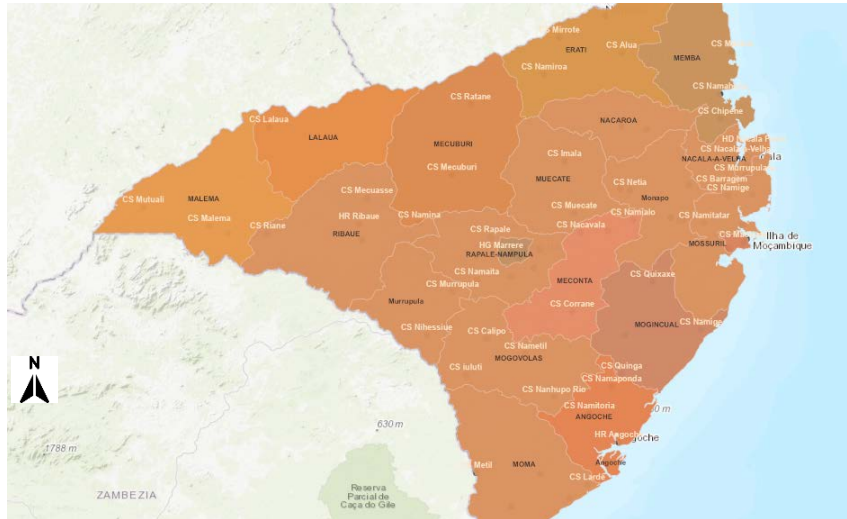 CS Mirrote
ERATI
CS Alua
CS Namiroa
MEMBA
CS Ratane
CS Chipene
CS Lalaua
LALAUA
NACAROA
MECUBURI
CS Imala
CS Nacala-a-Velha
NACALA-A-VELHA
CS Mecuburi
CS Murrupula
MUECATE
CS Netia
CS Barragem
CS Namige
CS Mecuasse
CS Mutuali
MALEMA
Monapo
CS Malema
HR Ribaue
CS Namina
CS Muecate
CS Namialo
CS Namitatar
CS Riane
RIBAUE
CS Rapale
CS Nacavala
Ilha de
Moçambique
HG Marrere
RAPALE-NAMPULA
MOSSURIL
CS Namaita
CS Quixaxe
CS Murrupula
MECONTA
Murrupula
CS Corrane
CS Namige
MOGINCUAL
CS Nihessiue
CS Calipo
CS Nametil
MOGOVOLAS
CS iuluti
CS Quinga
CS Namaponda
CS Nanhupo Rio
N
CS Namitoria
ANGOCHE
630 m
HR Angoche
1788 m
Metil
MOMA
Angoche
CS Larde
ZAMBEZIA
Reserva
Parcial de
Caça do Gile